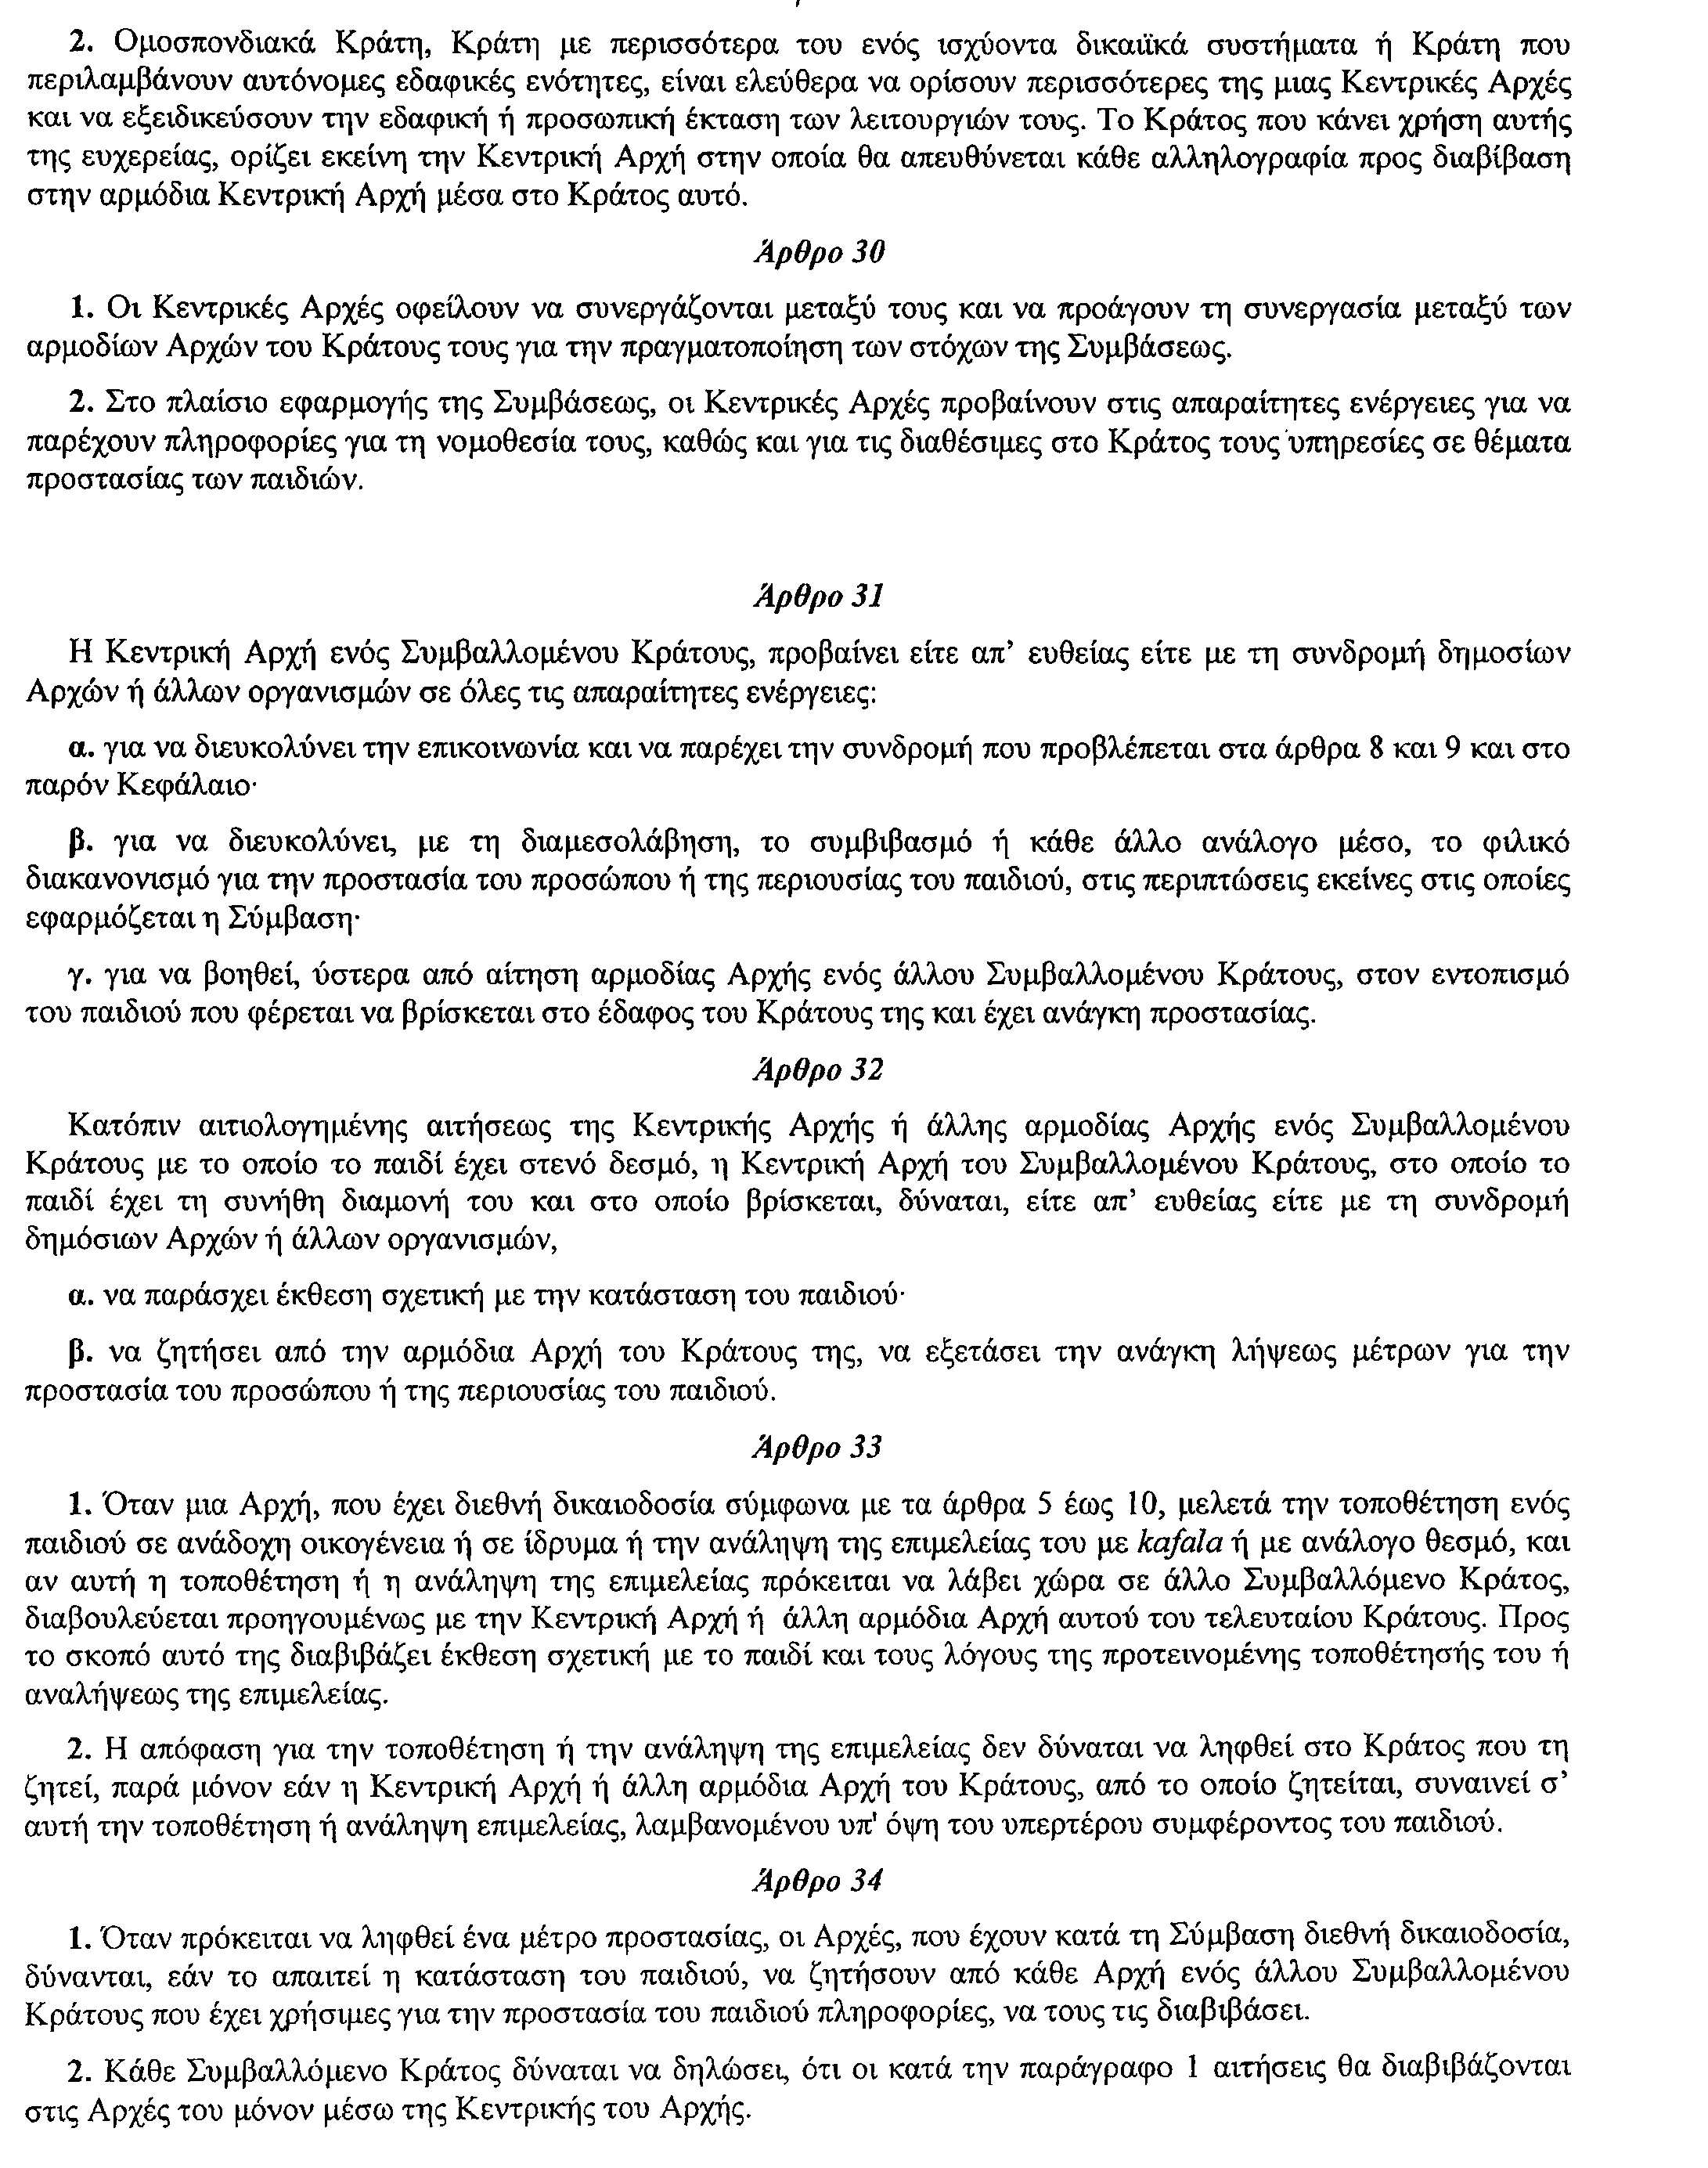 2. Ομοσπονδιακά Κράτη, Κράτη με περισσότερα του ενός ισχύοντα δικαιϊκά συστήματα ή Κράτη που
περιλαμβάνουν αυτόνομες εδαφικές ενότητες, είναι ελεύθερα να ορίσουν περισσότερες της μιας Κεντρικές Αρχές
και να εξειδικεύσουν την εδαφική ή προσωπική έκταση των λειτουργιών τους. Το Κράτος που κάνει χρήση αυτής
της ευχερείας, ορίζει εκείνη την Κεντρική Αρχή στην οποία θα απευθύνεται κάθε αλληλογραφία προς διαβίβαση
στην αρμόδια Κεντρική Αρχή μέσα στο Κράτος αυτό.
Άρθρο 30
1. Οι Κεντρικές Αρχές οφείλουν να συνεργάζονται μεταξύ τους και να προάγουν τη συνεργασία μεταξύ των
αρμοδίων Αρχών του Κράτους τους για την πραγματοποίηση των στόχων της Συμβάσεως.
2. Στο πλαίσιο εφαρμογής της Συμβάσεως, οι Κεντρικές Αρχές προβαίνουν στις απαραίτητες ενέργειες για να
παρέχουν πληροφορίες για τη νομοθεσία τους, καθώς και για τις διαθέσιμες στο Κράτος τους υπηρεσίες σε θέματα
προστασίας των παιδιών.
Άρθρο 31
Η Κεντρική Αρχή ενός Συμβαλλομένου Κράτους, προβαίνει είτε απ’ ευθείας είτε με τη συνδρομή δημοσίων
Αρχών ή άλλων οργανισμών σε όλες τις απαραίτητες ενέργειες:
α. για να διευκολύνει την επικοινωνία και να παρέχει την συνδρομή που προβλέπεται στα άρθρα 8 και 9 και στο
παρόν Κεφάλαιο·
β. για να διευκολύνει, με τη διαμεσολάβηση, το συμβιβασμό ή κάθε άλλο ανάλογο μέσο, το φιλικό
διακανονισμό για την προστασία του προσώπου ή της περιουσίας του παιδιού, στις περιπτώσεις εκείνες στις οποίες
εφαρμόζεται η Σύμβαση·
γ. για να βοηθεί, ύστερα από αίτηση αρμοδίας Αρχής ενός άλλου Συμβαλλομένου Κράτους, στον εντοπισμό
του παιδιού που φέρεται να βρίσκεται στο έδαφος του Κράτους της και έχει ανάγκη προστασίας.
Άρθρο 32
Κατόπιν αιτιολογημένης αιτήσεως της Κεντρικής Αρχής ή άλλης αρμοδίας Αρχής ενός Συμβαλλομένου
Κράτους με το οποίο το παιδί έχει στενό δεσμό, η Κεντρική Αρχή του Συμβαλλομένου Κράτους, στο οποίο το
παιδί έχει τη συνήθη διαμονή του και στο οποίο βρίσκεται, δύναται, είτε απ’ ευθείας είτε με τη συνδρομή
δημόσιων Αρχών ή άλλων οργανισμών,
α. να παράσχει έκθεση σχετική με την κατάσταση του παιδιού·
β. να ζητήσει από την αρμόδια Αρχή του Κράτους της, να εξετάσει την ανάγκη λήψεως μέτρων για την
προστασία του προσώπου ή της περιουσίας του παιδιού.
Άρθρο 33
1. Όταν μια Αρχή, που έχει διεθνή δικαιοδοσία σύμφωνα με τα άρθρα 5 έως 10, μελετά την τοποθέτηση ενός
παιδιού σε ανάδοχη οικογένεια ή σε ίδρυμα ή την ανάληψη της επιμελείας του με kafala ή με ανάλογο θεσμό, και
αν αυτή η τοποθέτηση ή η ανάληψη της επιμελείας πρόκειται να λάβει χώρα σε άλλο Συμβαλλόμενο Κράτος,
διαβουλεύεται προηγουμένως με την Κεντρική Αρχή ή άλλη αρμόδια Αρχή αυτού του τελευταίου Κράτους. Προς
το σκοπό αυτό της διαβιβάζει έκθεση σχετική με το παιδί και τους λόγους της προτεινομένης τοποθέτησής του ή
αναλήψεως της επιμελείας.
2. Η απόφαση για την τοποθέτηση ή την ανάληψη της επιμελείας δεν δύναται να ληφθεί στο Κράτος που τη
ζητεί, παρά μόνον εάν η Κεντρική Αρχή ή άλλη αρμόδια Αρχή του Κράτους, από το οποίο ζητείται, συναινεί σ’
αυτή την τοποθέτηση ή ανάληψη επιμελείας, λαμβανομένου υπ' όψη του υπερτέρου συμφέροντος του παιδιού.
Άρθρο 34
1. Όταν πρόκειται να ληφθεί ένα μέτρο προστασίας, οι Αρχές, που έχουν κατά τη Σύμβαση διεθνή δικαιοδοσία,
δύνανται, εάν το απαιτεί η κατάσταση του παιδιού, να ζητήσουν από κάθε Αρχή ενός άλλου Συμβαλλομένου
Κράτους που έχει χρήσιμες για την προστασία του παιδιού πληροφορίες, να τους τις διαβιβάσει.
2. Κάθε Συμβαλλόμενο Κράτος δύναται να δηλώσει, ότι οι κατά την παράγραφο 1 αιτήσεις θα διαβιβάζονται
στις Αρχές του μόνον μέσω της Κεντρικής του Αρχής.